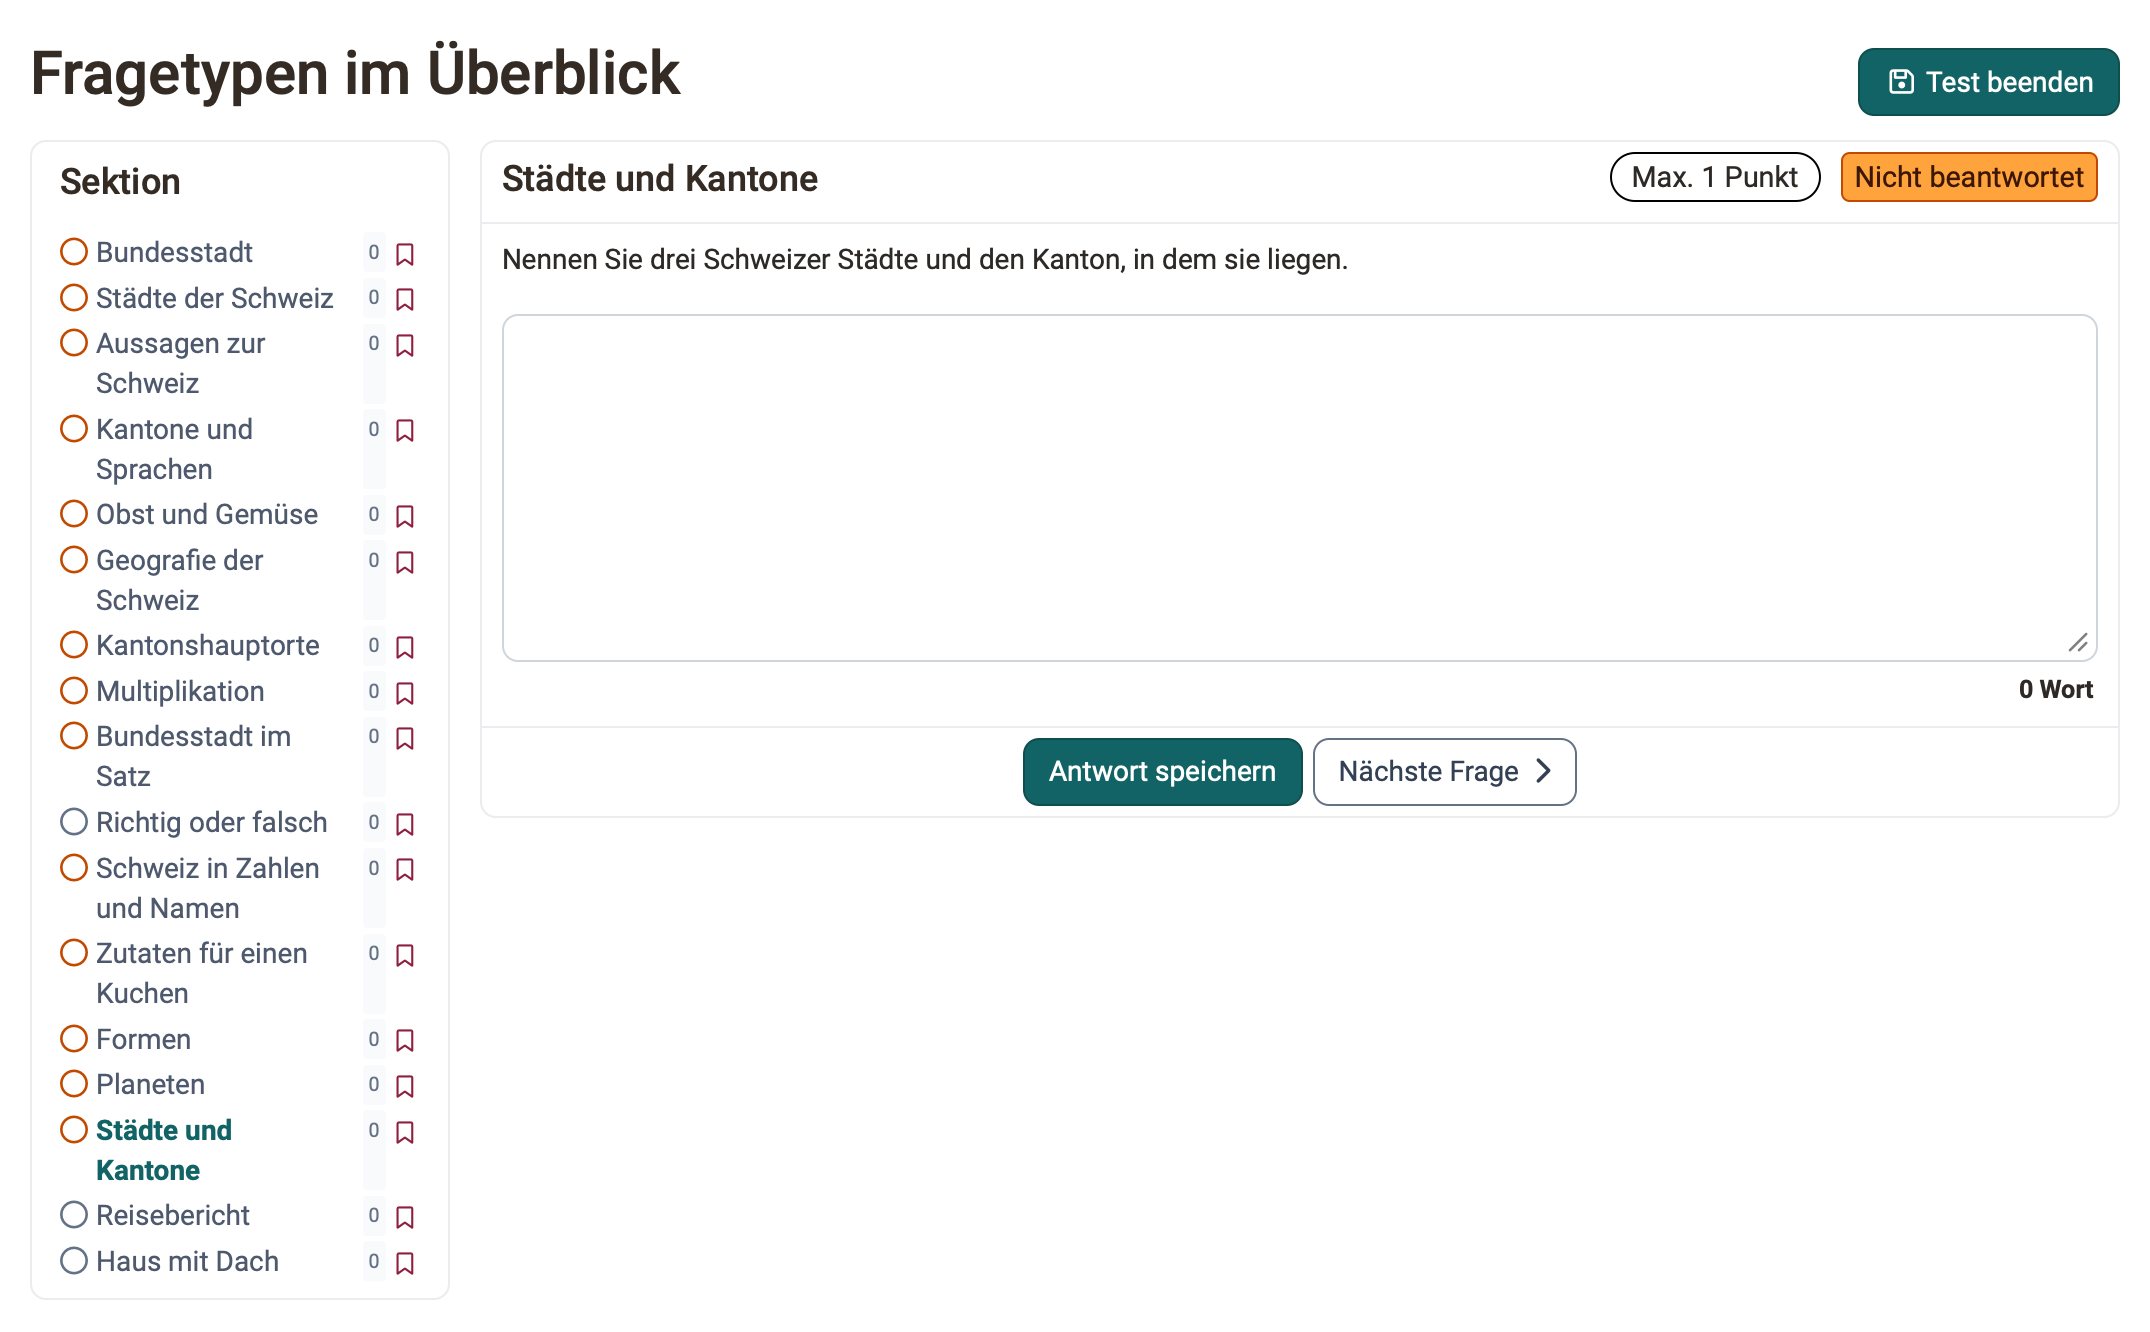 Fragetypen im Überblick
Test beenden
Sektion
Bundesstadt 0
Städte der Schweiz 0
Aussagen zur 0
Schweiz
Kantone und 0
Sprachen
Obst und Gemüse 0
Geografie der 0
Schweiz
Kantonshauptorte 0
Multiplikation 0
Bundesstadt im 0
Satz
Richtig oder falsch 0
Schweiz in Zahlen 0
und Namen
Zutaten für einen 0
Kuchen
Formen 0
Planeten 0
Städte und 0
Kantone
Reisebericht 0
Haus mit Dach 0
Städte und Kantone
Max. 1 Punkt
Nicht beantwortet
Nennen Sie drei Schweizer Städte und den Kanton, in dem sie liegen.
0 Wort
Antwort speichern
Nächste Frage